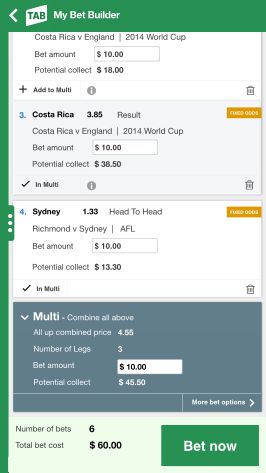 TAB My Bet Builder
Costa Rica v England | 2014 World Cup
Bet amount $ 10.00
Potential collect $ 18.00
Add to Multi
3. Costa Rica 3.85 Result FIXED ODDS
Costa Rica v England | 2014 World Cup
Bet amount $ 10.00
Potential collect $ 38.50
In Multi
4. Sydney 1.33 Head To Head FIXED ODDS
Richmond v Sydney | AFL
Bet amount $ 10.00
Potential collect $ 13.30
In Multi
Multi - Combine all above
All up combined price 4.55
Number of Legs 3
Bet amount $ 10.00
Potential collect $ 45.50
More bet options
Number of bets 6
Total bet cost $ 60.00
Bet now